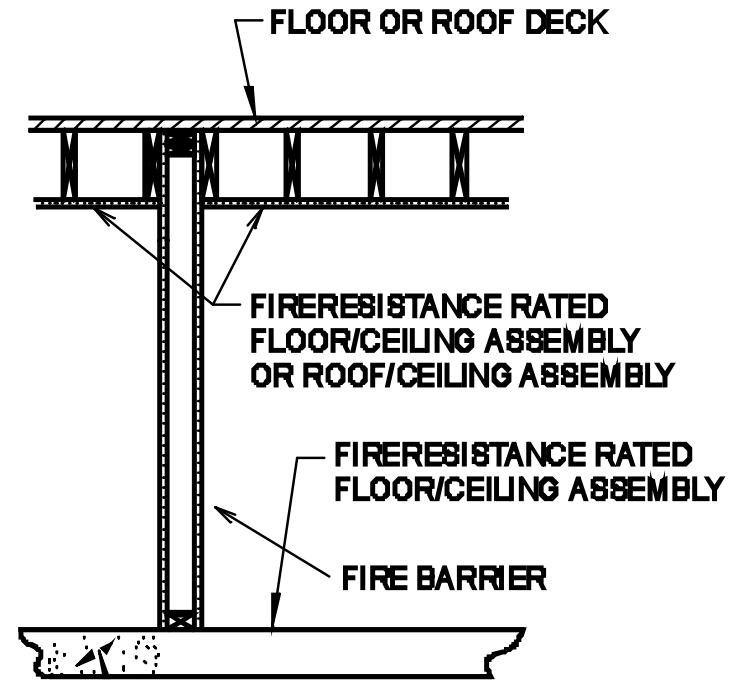 FLOOR OR ROOF DECK
FIRERESISTANCE RATED
FLOOR/CEILING ASSEMBLY
OR ROOF/CEILING ASSEMBLY
FIRERESISTANCE RATED
FLOOR/CEILING ASSEMBLY
FIRE BARRIER